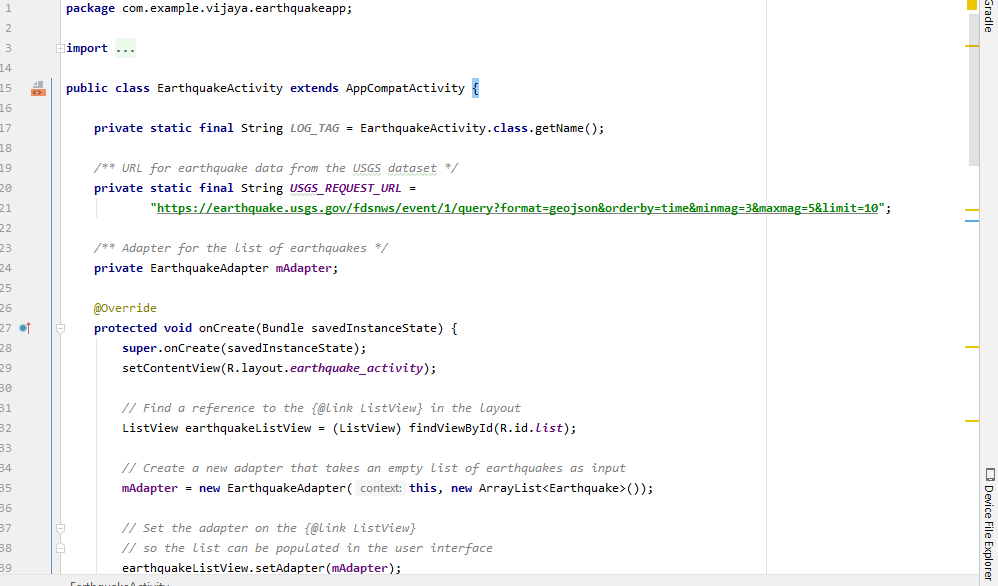 1 package com.example.vijaya.earthquakeapp;
2
3 import ...
14
15 public class EarthquakeActivity extends AppCompatActivity {
16
17 private static final String LOG_TAG = EarthquakeActivity.class.getName();
18
19 /** URL for earthquake data from the USGS dataset */
20 private static final String USGS_REQUEST_URL =
21 "https://earthquake.usgs.gov/fdsnws/event/1/query?format=geojson&orderby=time&minmag=3&maxmag=5&limit=10";
22
23 /** Adapter for the list of earthquakes */
24 private EarthquakeAdapter mAdapter;
25
26 @Override
27 protected void onCreate(Bundle savedInstanceState) {
28 super.onCreate(savedInstanceState);
29 setContentView(R.layout.earthquake_activity);
30
31 // Find a reference to the {@link ListView} in the layout
32 ListView earthquakeListView = (ListView) findViewById(R.id.list);
33
34 // Create a new adapter that takes an empty list of earthquakes as input
35 mAdapter = new EarthquakeAdapter( context: this, new ArrayList<Earthquake>());
36
37 // Set the adapter on the {@link ListView}
38 // so the list can be populated in the user interface
39 earthquakeListView.setAdapter(mAdapter);
EarthquakeActivity
Gradle
Device File Explorer